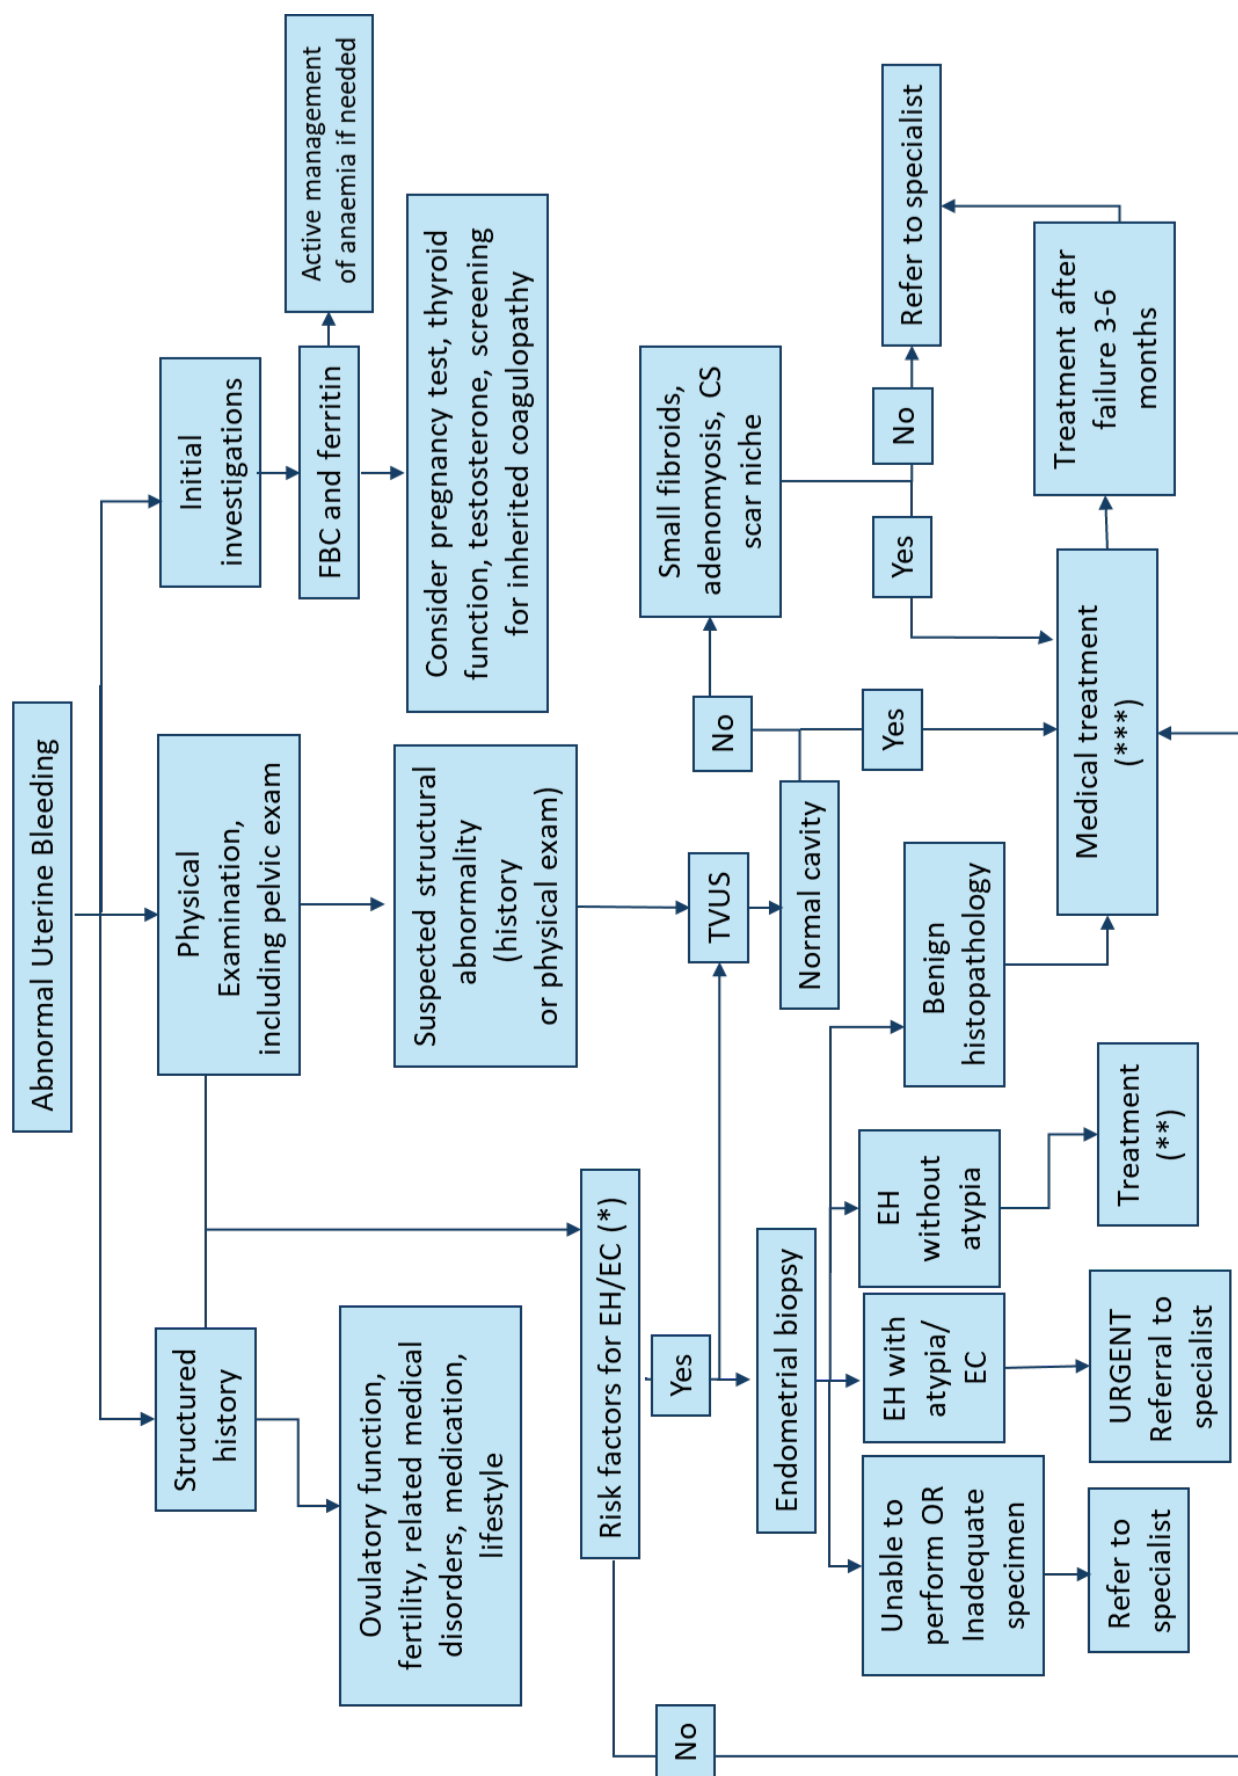 Abnormal Uterine Bleeding
Structured
history
Physical
Examination,
including pelvic exam
Initial
investigations
Ovulatory function,
fertility, related medical
disorders, medication,
lifestyle
Suspected structural
abnormality
(history
or physical exam)
FBC and ferritin
Active management
of anaemia if needed
Consider pregnancy test, thyroid
function, testosterone, screening
for inherited coagulopathy
Risk factors for EH/EC (*)
No
Yes
TVUS
No
Small fibroids,
adenomyosis, CS
scar niche
Endometrial biopsy
Normal cavity
Yes
Yes
No
Refer to specialist
Unable to
perform OR
Inadequate
specimen
EH with
atypia/
EC
EH
without
atypia
Benign
histopathology
Refer to
specialist
URGENT
Referral to
specialist
Treatment
(**)
Medical treatment
(***)
Treatment after
failure 3-6
months